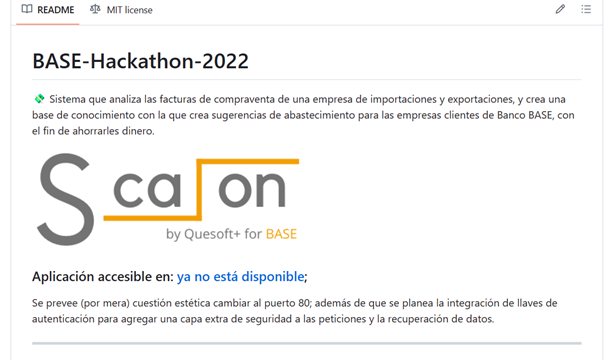 README
MIT license
BASE-Hackathon-2022
💸 Sistema que analiza las facturas de compraventa de una empresa de importaciones y exportaciones, y crea una
base de conocimiento con la que crea sugerencias de abastecimiento para las empresas clientes de Banco BASE, con
el fin de ahorrarles dinero.
Scalon
by Quesoft+ for BASE
Aplicación accesible en: ya no está disponible;
Se prevee (por mera) cuestión estética cambiar al puerto 80; además de que se planea la integración de llaves de
autenticación para agregar una capa extra de seguridad a las peticiones y la recuperación de datos.